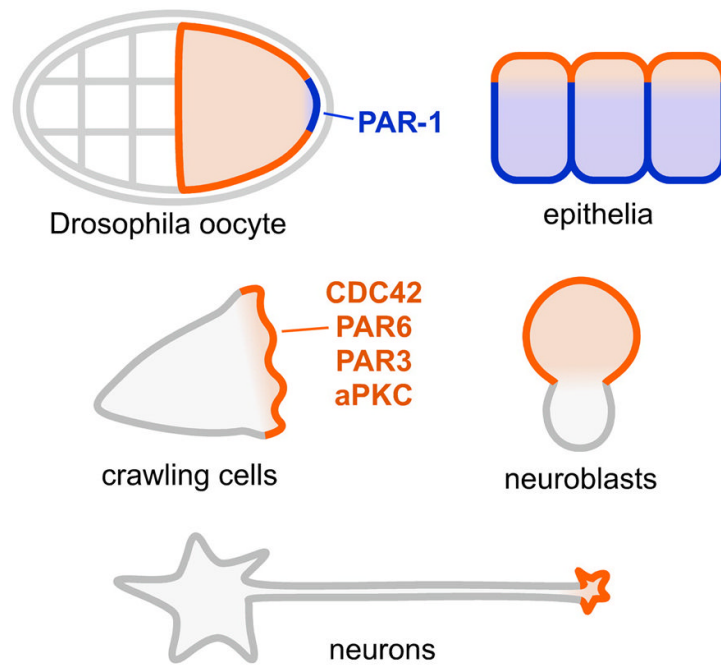 PAR-1
Drosophila oocyte
epithelia
CDC42
PAR6
PAR3
aPKC
crawling cells
neuroblasts
neurons